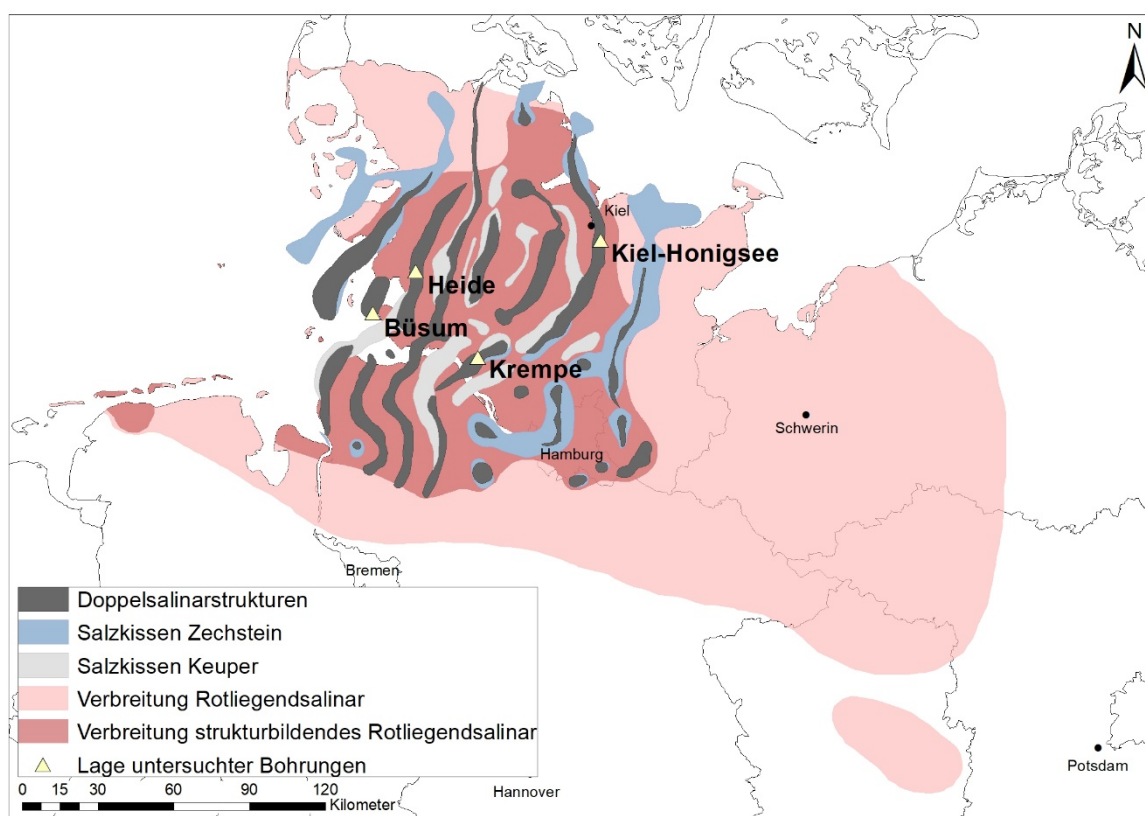 N
Kiel
Kiel-Honigsee
Heide
Büsum
Krempe
Schwerin
Hamburg
Bremen
Doppelsalinarstrukturen
Salzkissen Zechstein
Salzkissen Keuper
Verbreitung Rotliegendsalinar
Verbreitung strukturbildendes Rotliegendsalinar
Lage untersuchter Bohrungen
Potsdam
Hannover
0 15 30 60 90 120
Kilometer